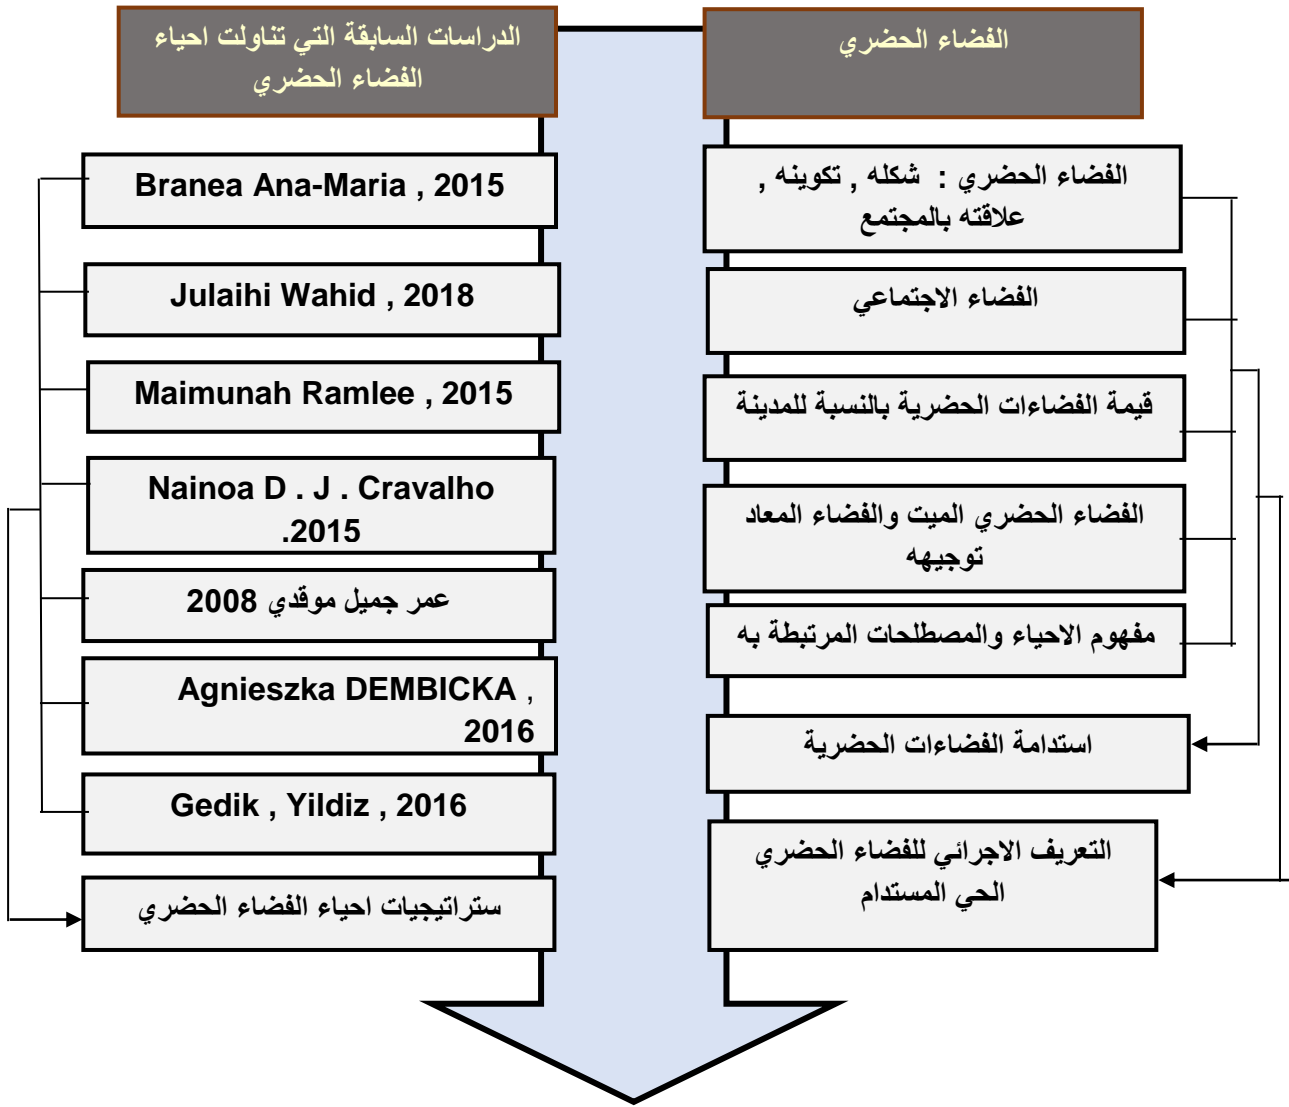 الفضاء الحضري
الفضاء الحضري : شكله , تكوينه ,
علاقته بالمجتمع
الفضاء الاجتماعي
قيمة الفضاءات الحضرية بالنسبة للمدينة
الفضاء الحضري الميت والفضاء المعاد
توجيهه
مفهوم الاحياء والمصطلحات المرتبطة به
استدامة الفضاءات الحضرية
التعريف الاجرائي للفضاء الحضري
الحي المستدام
الدراسات السابقة التي تناولت احياء
الفضاء الحضري
Branea Ana-Maria , 2015
Julaihi Wahid , 2018
Maimunah Ramlee , 2015
Nainoa D . J . Cravalho
.2015
عمر جميل موقدي 2008
Agnieszka DEMBICKA ,
2016
Gedik , Yildiz , 2016
ستراتيجيات احياء الفضاء الحضري